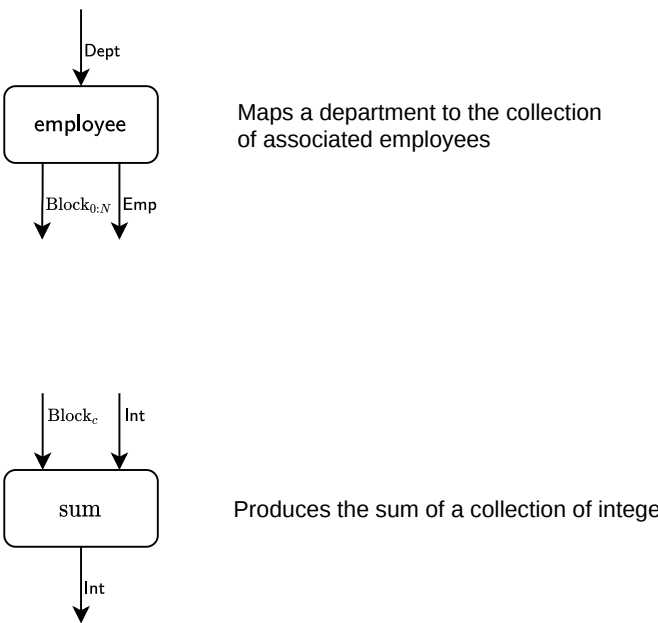 Dept
employee
Maps a department to the collection
of associated employees
Block0:N Emp
Blockc Int
sum
Produces the sum of a collection of intege
Int